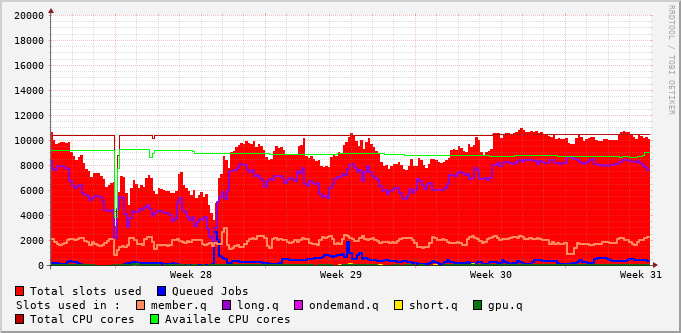 20000
18000
16000
14000
12000
10000
8000
6000
4000
2000
0
Week 28 Week 29 Week 30 Week 31
RRDTOOL / TOBI OETIKER
Total slots used Queued Jobs
Slots used in : member.q long.q ondemand.q short.q gpu.q
Total CPU cores Availale CPU cores